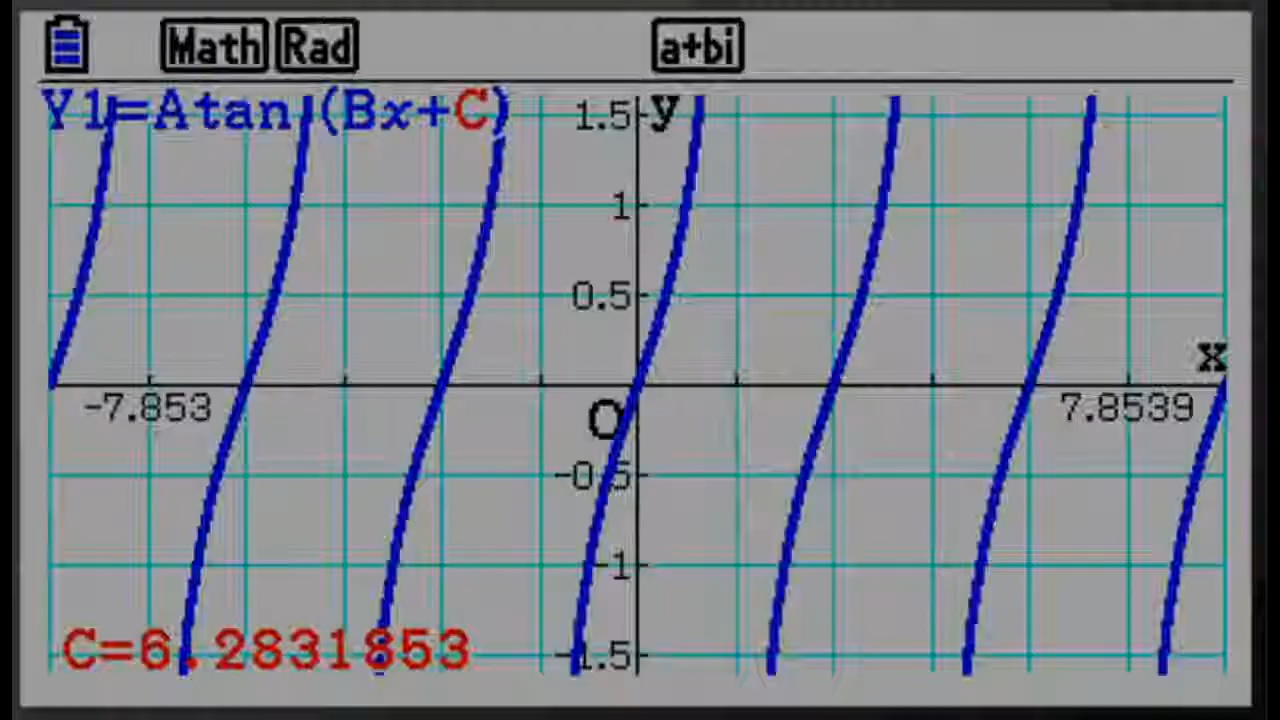 Math Rad a+bi
Y1=Atan (Bx+C)
y
1.5
1
0.5
x
-7.853
7.8539
O
-0.5
-1
-1.5
C=6.2831853